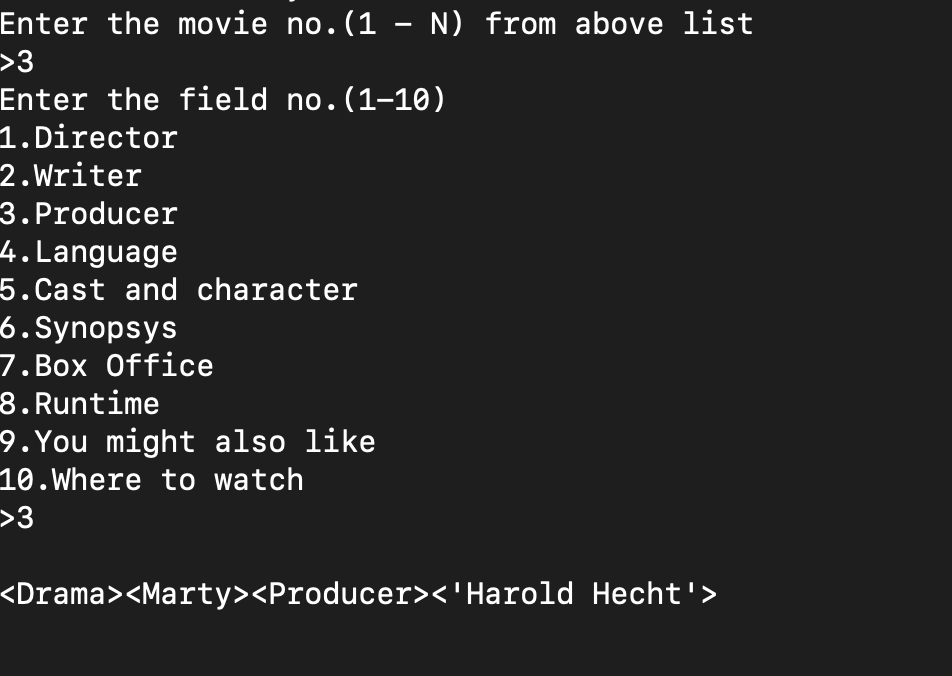 Enter the movie no.(1 - N) from above list
>3
Enter the field no.(1-10)
1.Director
2.Writer
3.Producer
4.Language
5.Cast and character
6.Synopsys
7.Box Office
8.Runtime
9.You might also like
10.Where to watch
>3
<Drama><Marty><Producer><'Harold Hecht'>